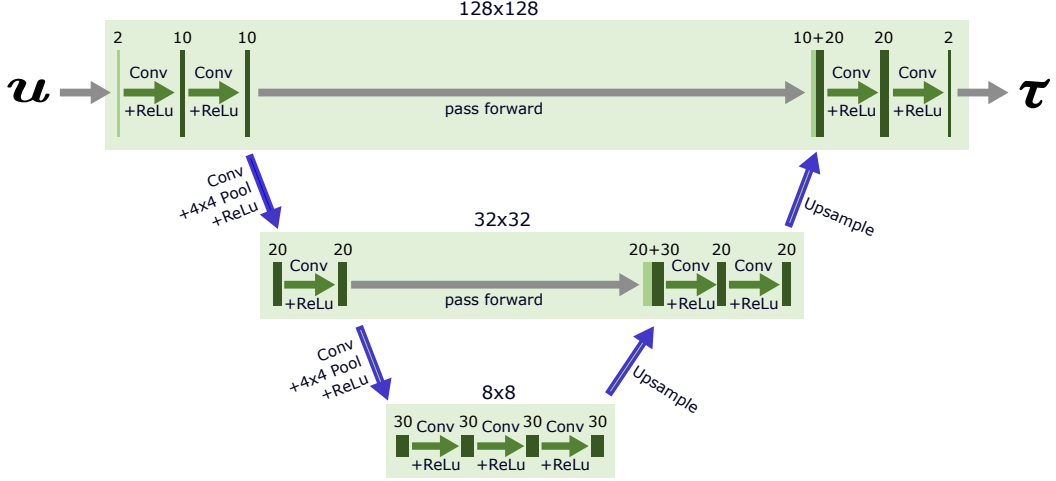 128x128
2 10 10 10+20 20 2
Conv Conv Conv Conv
u τ
+ReLu +ReLu pass forward +ReLu +ReLu
Conv
+4x4 Pool
+ReLu
Upsample
32x32
20 20 20+30 20 20
Conv Conv Conv
+ReLu pass forward +ReLu +ReLu
Conv
+4x4 Pool
+ReLu
Upsample
8x8
30 30 30 30
Conv Conv Conv
+ReLu +ReLu +ReLu